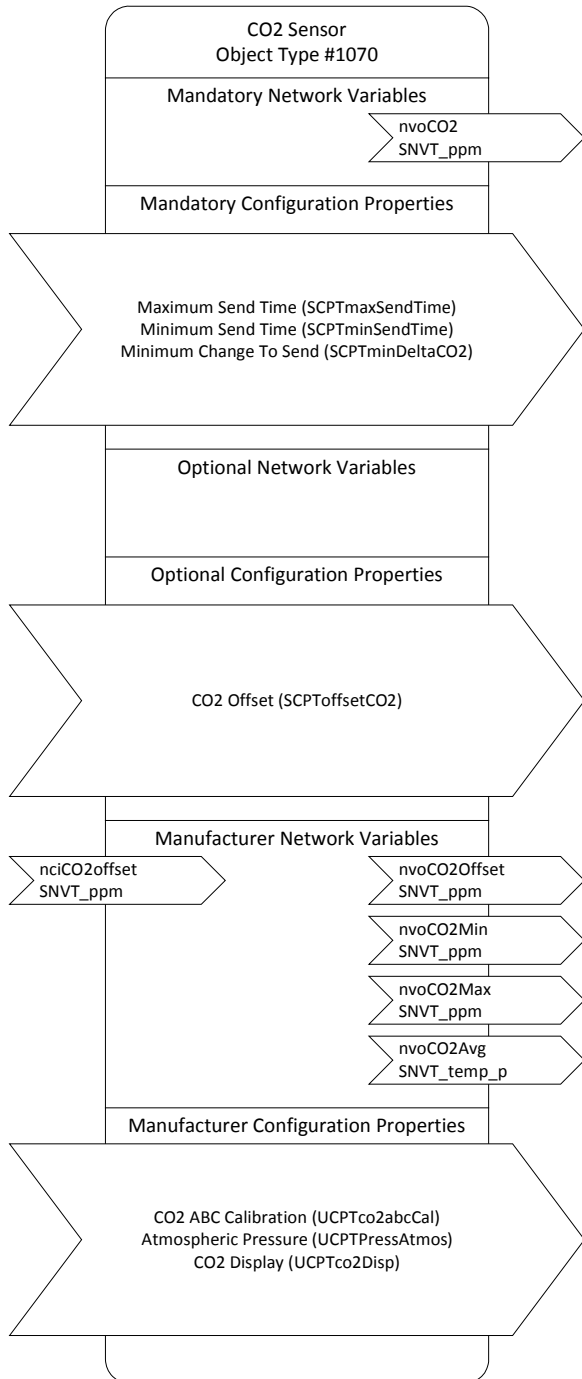 CO2 Sensor
Object Type #1070
Mandatory Network Variables
nvoCO2
SNVT_ppm
Mandatory Configuration Properties
Maximum Send Time (SCPTmaxSendTime)
Minimum Send Time (SCPTminSendTime)
Minimum Change To Send (SCPTminDeltaCO2)
Optional Network Variables
Optional Configuration Properties
CO2 Offset (SCPToffsetCO2)
Manufacturer Network Variables
nciCO2offset
SNVT_ppm
nvoCO2Offset
SNVT_ppm
nvoCO2Min
SNVT_ppm
nvoCO2Max
SNVT_ppm
nvoCO2Avg
SNVT_temp_p
Manufacturer Configuration Properties
CO2 ABC Calibration (UCPTco2abcCal)
Atmospheric Pressure (UCPTPressAtmos)
CO2 Display (UCPTco2Disp)